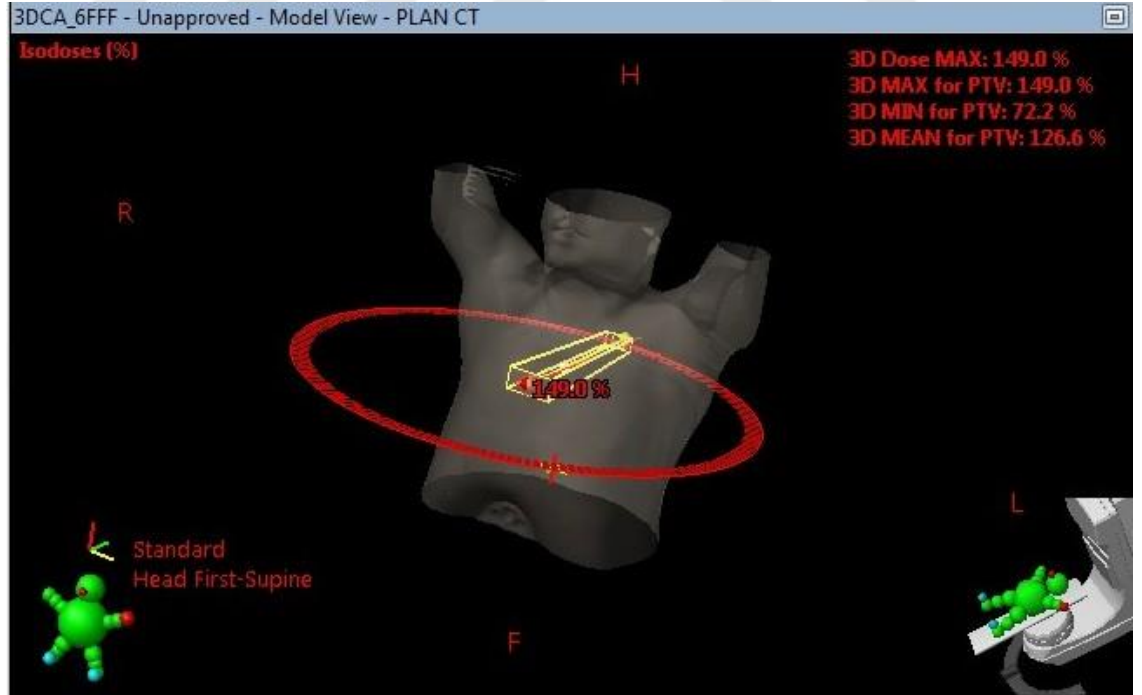 3DCA_6FFF - Unapproved - Model View - PLAN CT
Isodoses (%)
3D Dose MAX: 149.0 %
3D MAX for PTV: 149.0 %
3D MIN for PTV: 72.2 %
3D MEAN for PTV: 126.6 %
H
R
149.0 %
L
Standard
Head First-Supine
F